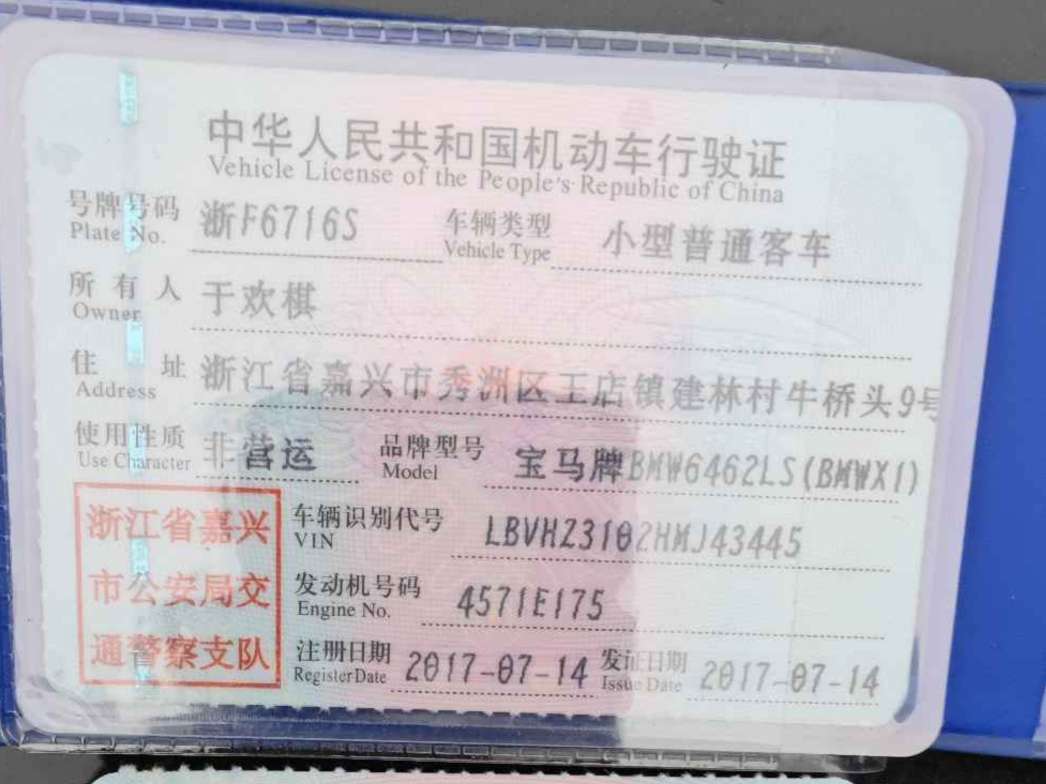 中华人民共和国机动车行驶证
Vehicle License of the People's Republic of China
号牌号码 浙F6716S 车辆类型 小型普通客车
Plate No. Vehicle Type
所有人 于欢棋
Owner
住址 浙江省嘉兴市秀洲区王店镇建林村牛桥头9号
Address
使用性质 非营运 品牌型号 宝马牌BMW6462LS(BMWX1)
Use Character Model
浙江省嘉兴
市公安局交
通警察支队
车辆识别代号 LBVHZ3102HMJ43445
VIN
发动机号码 4571E175
Engine No.
注册日期 2017-07-14 发证日期 2017-07-14
Register Date Issue Date